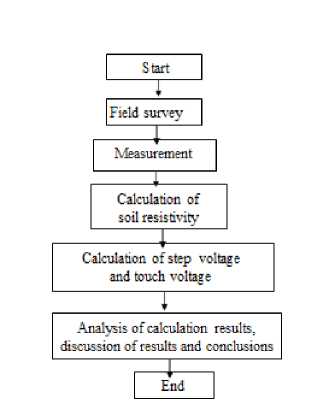 Start
Field survey
Measurement
Calculation of
soil resistivity
Calculation of step voltage
and touch voltage
Analysis of calculation results,
discussion of results and conclusions
End